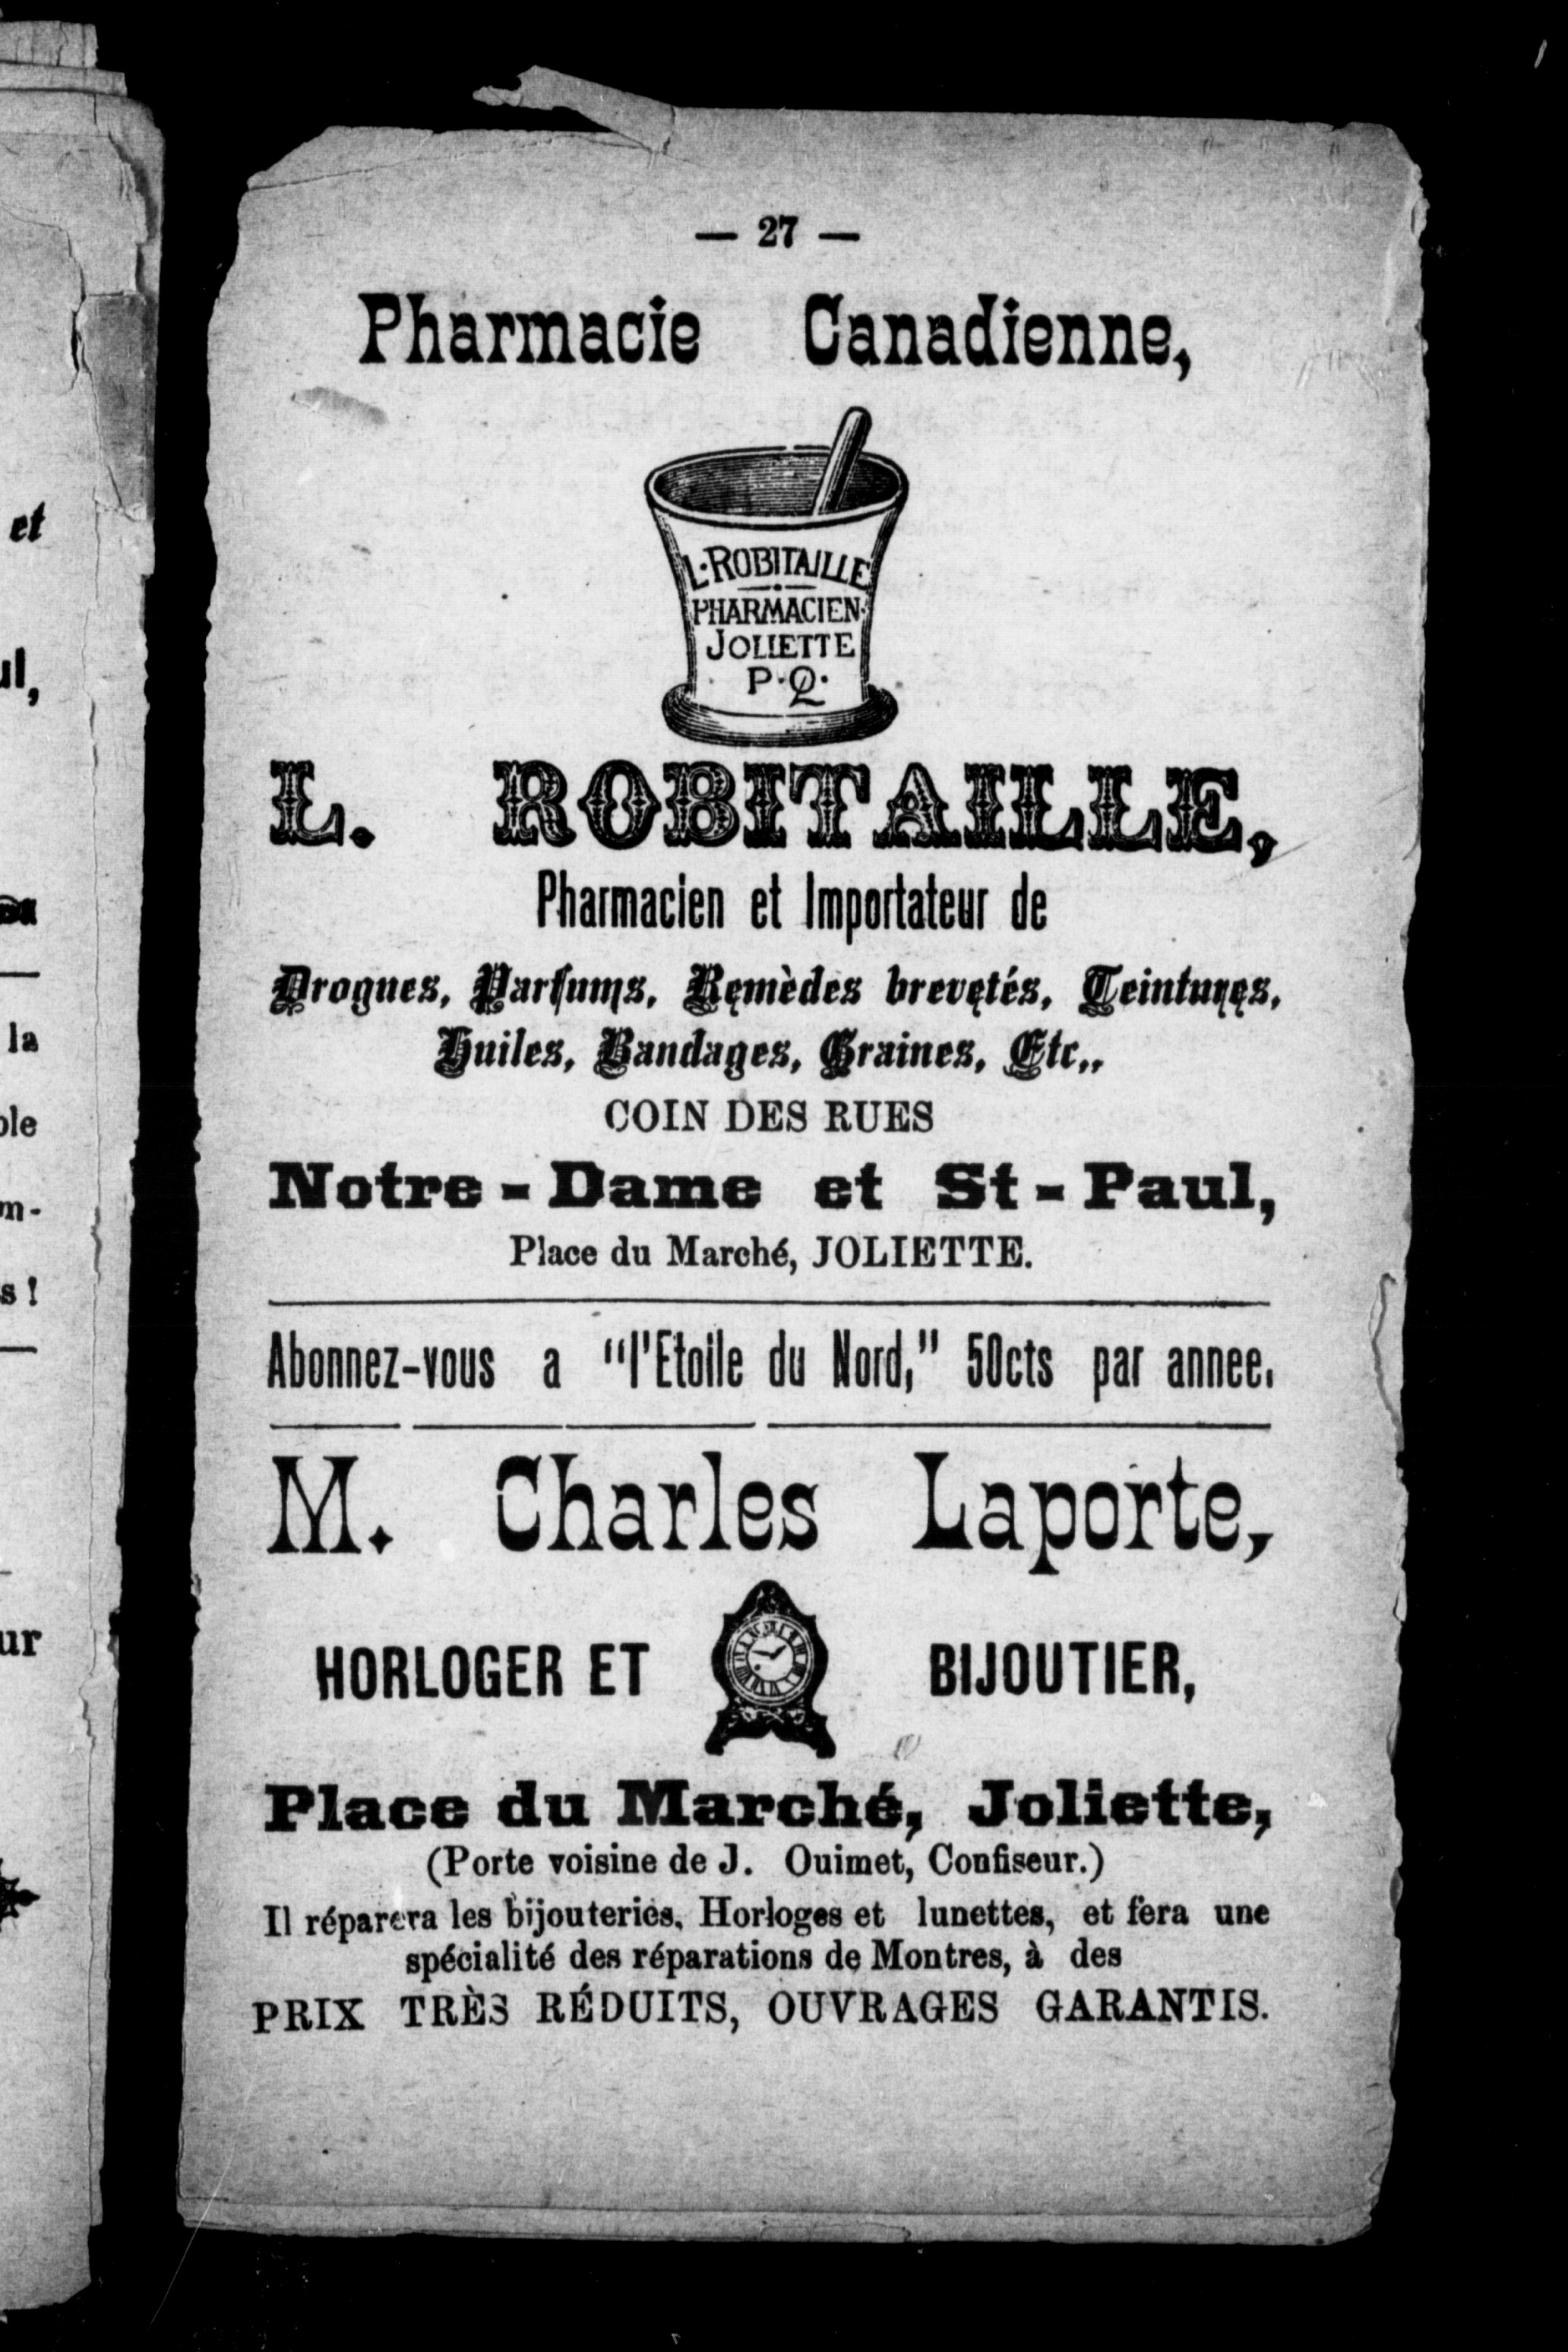 — 27 —
Pharmacie Canadienne,
L. ROBITAILLE
PHARMACIEN
JOLIETTE
P. Q.
L. ROBITAILLE,
Pharmacien et Importateur de
Drogues, Parfums, Remèdes brevetés, Teintures,
Huiles, Bandages, Graines, Etc.,
COIN DES RUES
Notre-Dame et St-Paul,
Place du Marché, JOLIETTE.
Abonnez-vous a "l'Etoile du Nord," 50cts par annee.
M. Charles Laporte,
HORLOGER ET BIJOUTIER,
Place du Marché, Joliette,
(Porte voisine de J. Ouimet, Confiseur.)
Il réparera les bijouteries, Horloges et lunettes, et fera une
spécialité des réparations de Montres, à des
PRIX TRÈS RÉDUITS, OUVRAGES GARANTIS.
et
la